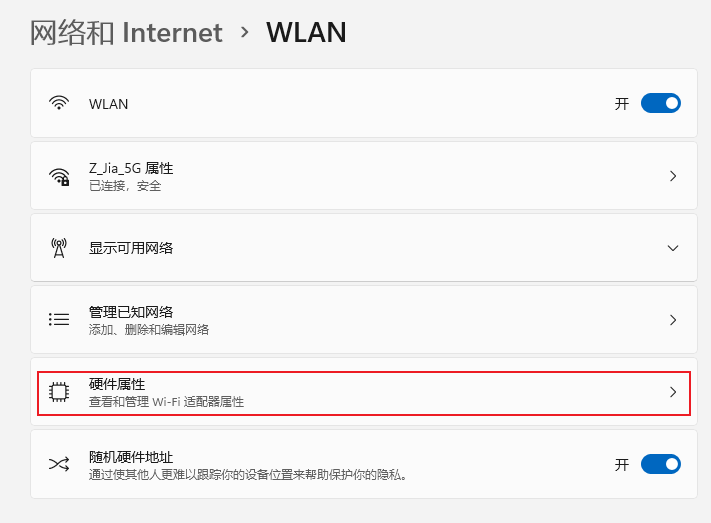 网络和 Internet › WLAN
WLAN
开
Z_Jia_5G 属性
已连接，安全
显示可用网络
管理已知网络
添加、删除和编辑网络
硬件属性
查看和管理 Wi-Fi 适配器属性
随机硬件地址
通过使其他人更难以跟踪你的设备位置来帮助保护你的隐私。
开